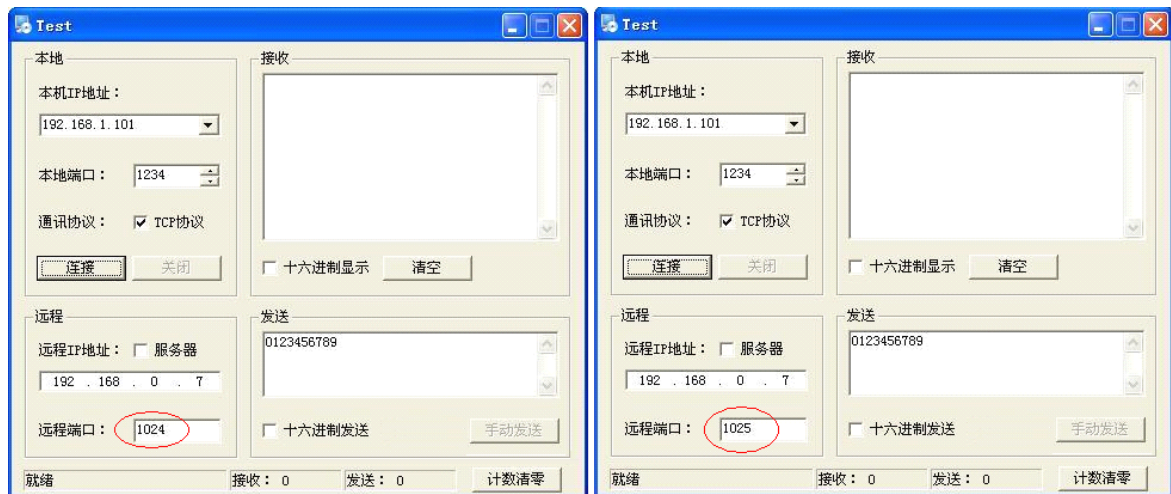 Test
本地
本机IP地址：
192.168.1.101
本地端口： 1234
通讯协议： TCP协议
连接 关闭
接收
十六进制显示 清空
远程
远程IP地址： 服务器
192 . 168 . 0 . 7
远程端口： 1024
发送
0123456789
十六进制发送 手动发送
就绪 接收： 0 发送： 0 计数清零
Test
本地
本机IP地址：
192.168.1.101
本地端口： 1234
通讯协议： TCP协议
连接 关闭
接收
十六进制显示 清空
远程
远程IP地址： 服务器
192 . 168 . 0 . 7
远程端口： 1025
发送
0123456789
十六进制发送 手动发送
就绪 接收： 0 发送： 0 计数清零